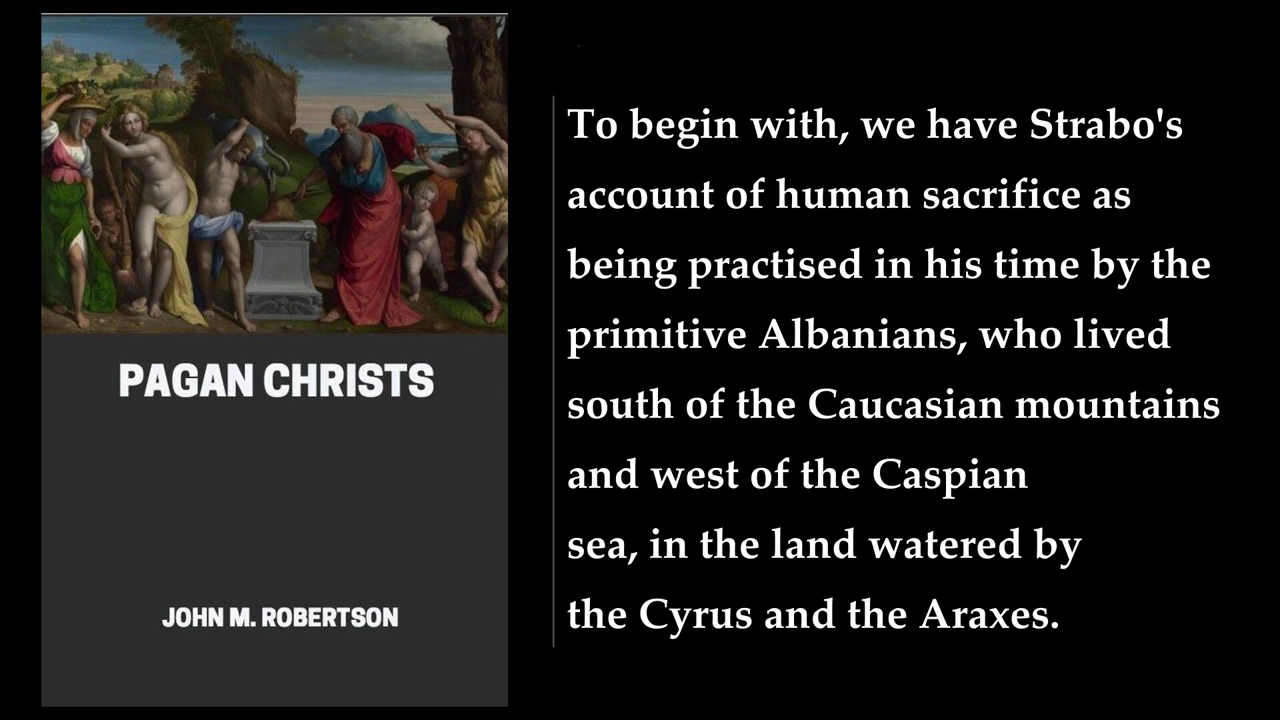 PAGAN CHRISTS
JOHN M. ROBERTSON
To begin with, we have Strabo's
account of human sacrifice as
being practised in his time by the
primitive Albanians, who lived
south of the Caucasian mountains
and west of the Caspian
sea, in the land watered by
the Cyrus and the Araxes.